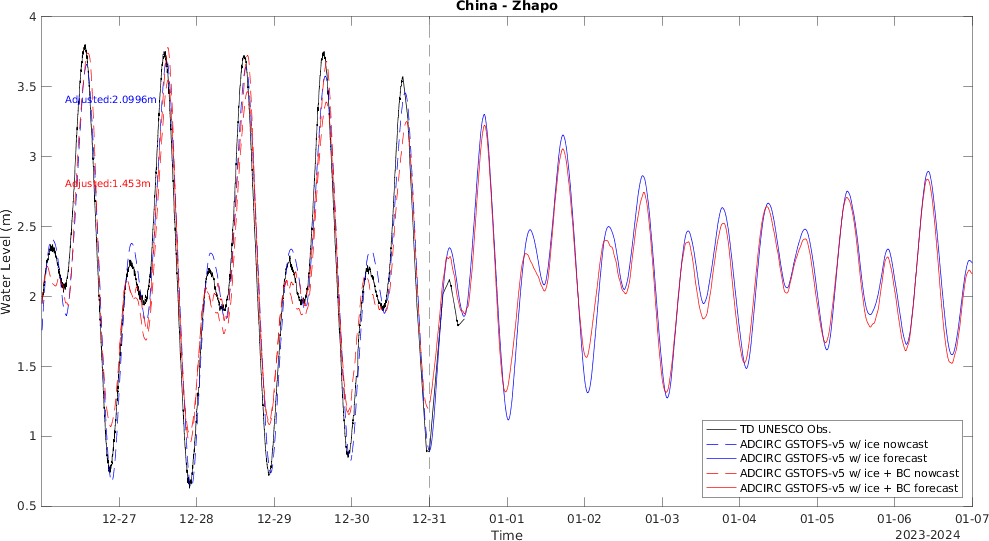 China - Zhapo
4
3.5
3
2.5
2
1.5
1
0.5
Water Level (m)
Adjusted:2.0996m
Adjusted:1.453m
TD UNESCO Obs.
ADCIRC GSTOFS-v5 w/ ice nowcast
ADCIRC GSTOFS-v5 w/ ice forecast
ADCIRC GSTOFS-v5 w/ ice + BC nowcast
ADCIRC GSTOFS-v5 w/ ice + BC forecast
12-27 12-28 12-29 12-30 12-31 01-01 01-02 01-03 01-04 01-05 01-06 01-07
Time
2023-2024